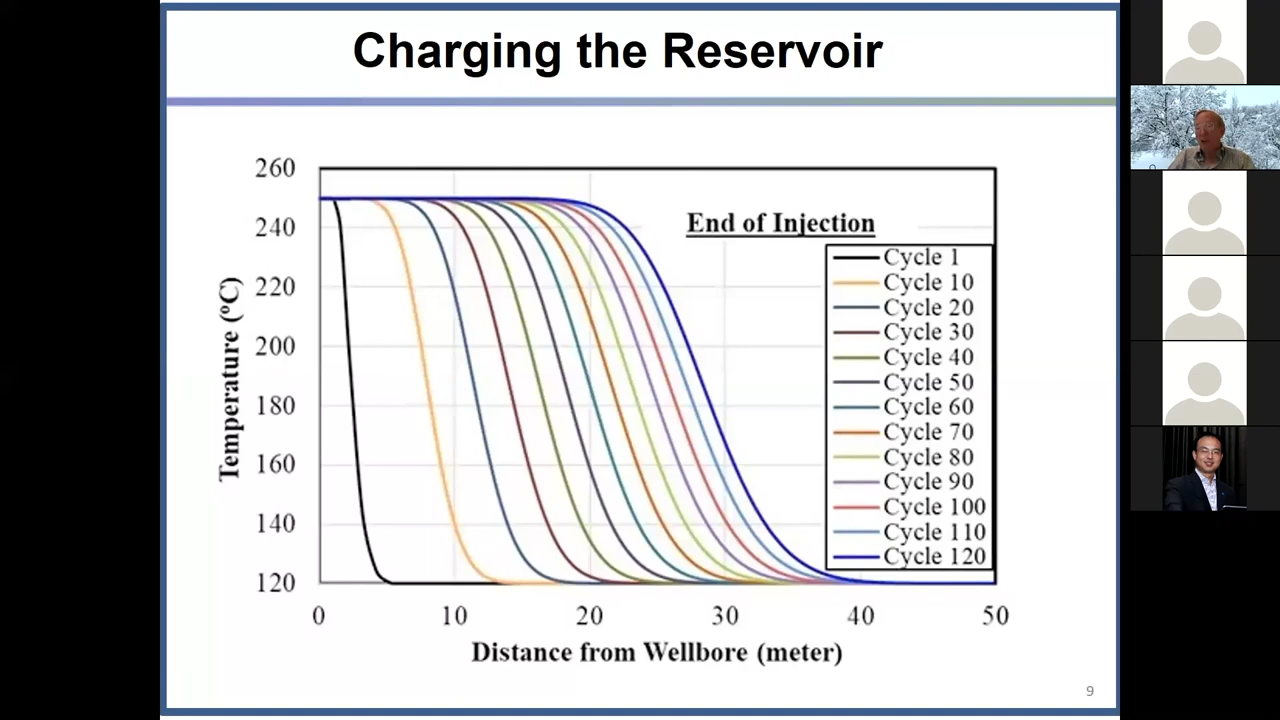 Charging the Reservoir
260
240
220
200
180
160
140
120
Temperature (ºC)
End of Injection
Cycle 1
Cycle 10
Cycle 20
Cycle 30
Cycle 40
Cycle 50
Cycle 60
Cycle 70
Cycle 80
Cycle 90
Cycle 100
Cycle 110
Cycle 120
0 10 20 30 40 50
Distance from Wellbore (meter)
9